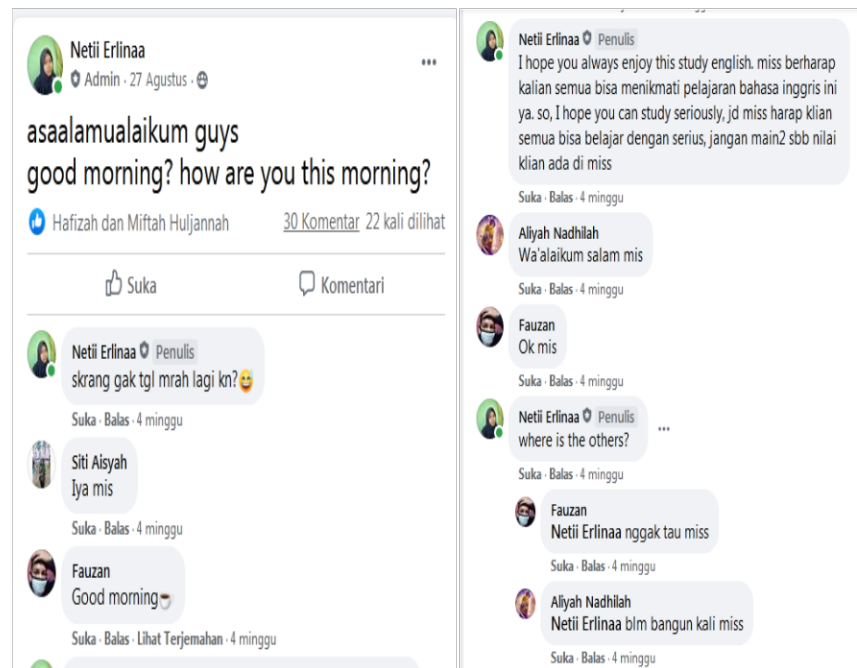 Netii Erlinaa
Admin · 27 Agustus ·
asaalamualaikum guys
good morning? how are you this morning?
Hafizah dan Miftah Huljannah 30 Komentar 22 kali dilihat
Suka Komentari
Netii Erlinaa Penulis
skrang gak tgl mrah lagi kn?😅
Suka · Balas · 4 minggu
Siti Aisyah
Iya mis
Suka · Balas · 4 minggu
Fauzan
Good morning☕
Suka · Balas · Lihat Terjemahan · 4 minggu
Netii Erlinaa Penulis
I hope you always enjoy this study english. miss berharap
kalian semua bisa menikmati pelajaran bahasa inggris ini
ya. so, I hope you can study seriously, jd miss harap klian
semua bisa belajar dengan serius, jangan main2 sbb nilai
klian ada di miss
Suka · Balas · 4 minggu
Aliyah Nadhilah
Wa'alaikum salam mis
Suka · Balas · 4 minggu
Fauzan
Ok mis
Suka · Balas · 4 minggu
Netii Erlinaa Penulis
where is the others?
Suka · Balas · 4 minggu
Fauzan
Netii Erlinaa nggak tau miss
Suka · Balas · 4 minggu
Aliyah Nadhilah
Netii Erlinaa blm bangun kali miss
Suka · Balas · 4 minggu